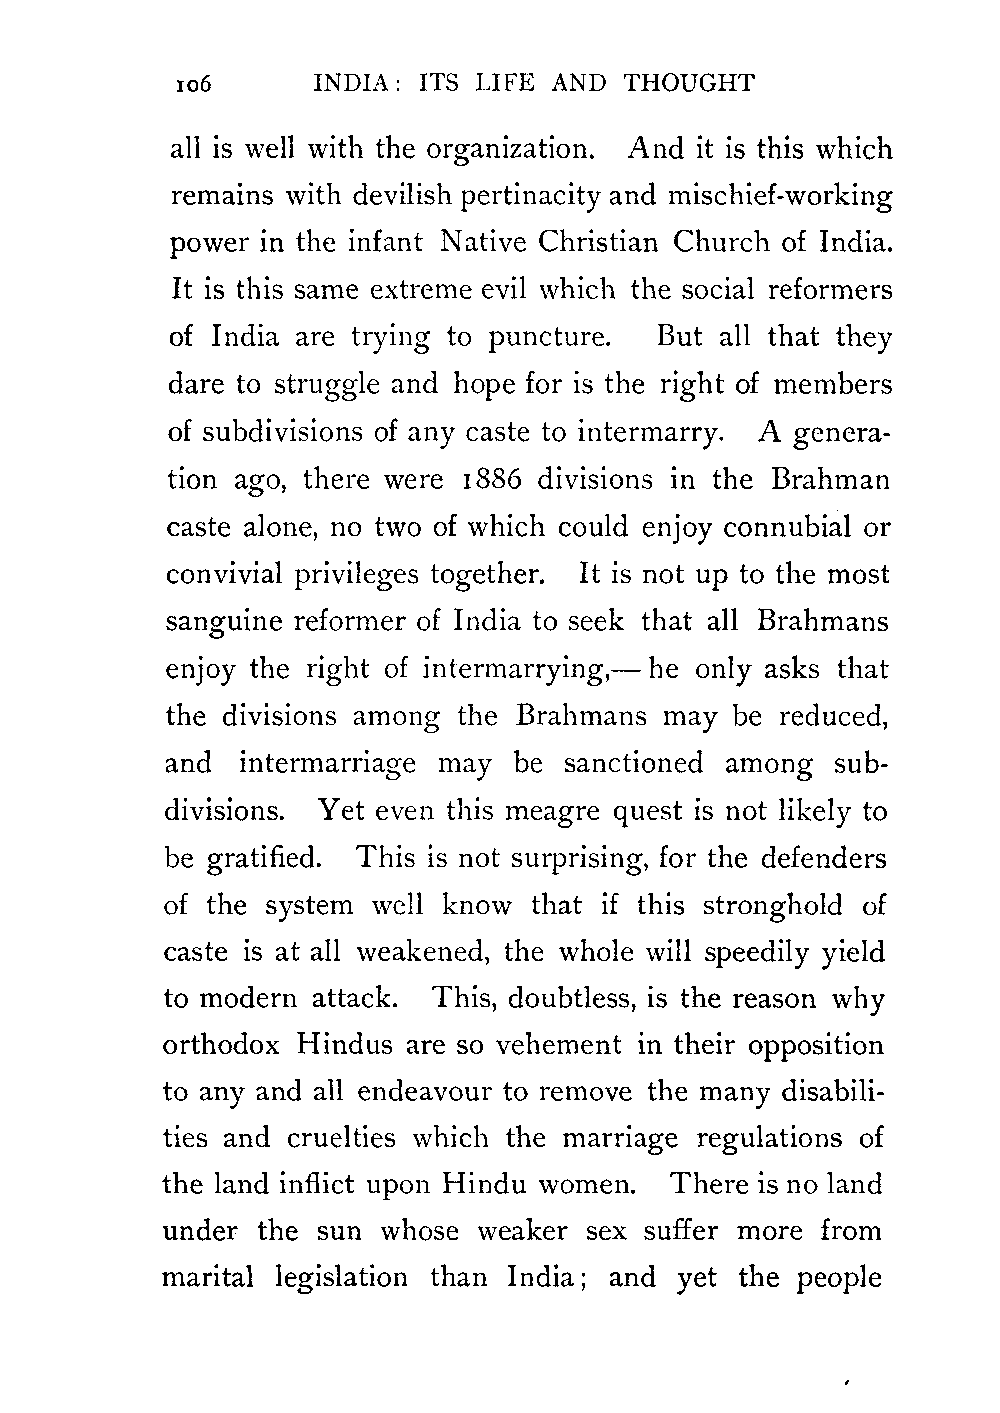 106 INDIA: ITS LIFE AND THOUGHT
all is well with the organization. And it is this which
remains with devilish pertinacity and mischief-working
power in the infant Native Christian Church of India.
It is this same extreme evil which the social reformers
of India are trying to puncture. But all that they
dare to struggle and hope for is the right of members
of subdivisions of any caste to intermarry. A genera-
tion ago, there were 1886 divisions in the Brahman
caste alone, no two of which could enjoy connubial or
convivial privileges together. It is not up to the most
sanguine reformer of India to seek that all Brahmans
enjoy the right of intermarrying,— he only asks that
the divisions among the Brahmans may be reduced,
and intermarriage may be sanctioned among sub-
divisions. Yet even this meagre quest is not likely to
be gratified. This is not surprising, for the defenders
of the system well know that if this stronghold of
caste is at all weakened, the whole will speedily yield
to modern attack. This, doubtless, is the reason why
orthodox Hindus are so vehement in their opposition
to any and all endeavour to remove the many disabili-
ties and cruelties which the marriage regulations of
the land inflict upon Hindu women. There is no land
under the sun whose weaker sex suffer more from
marital legislation than India; and yet the people